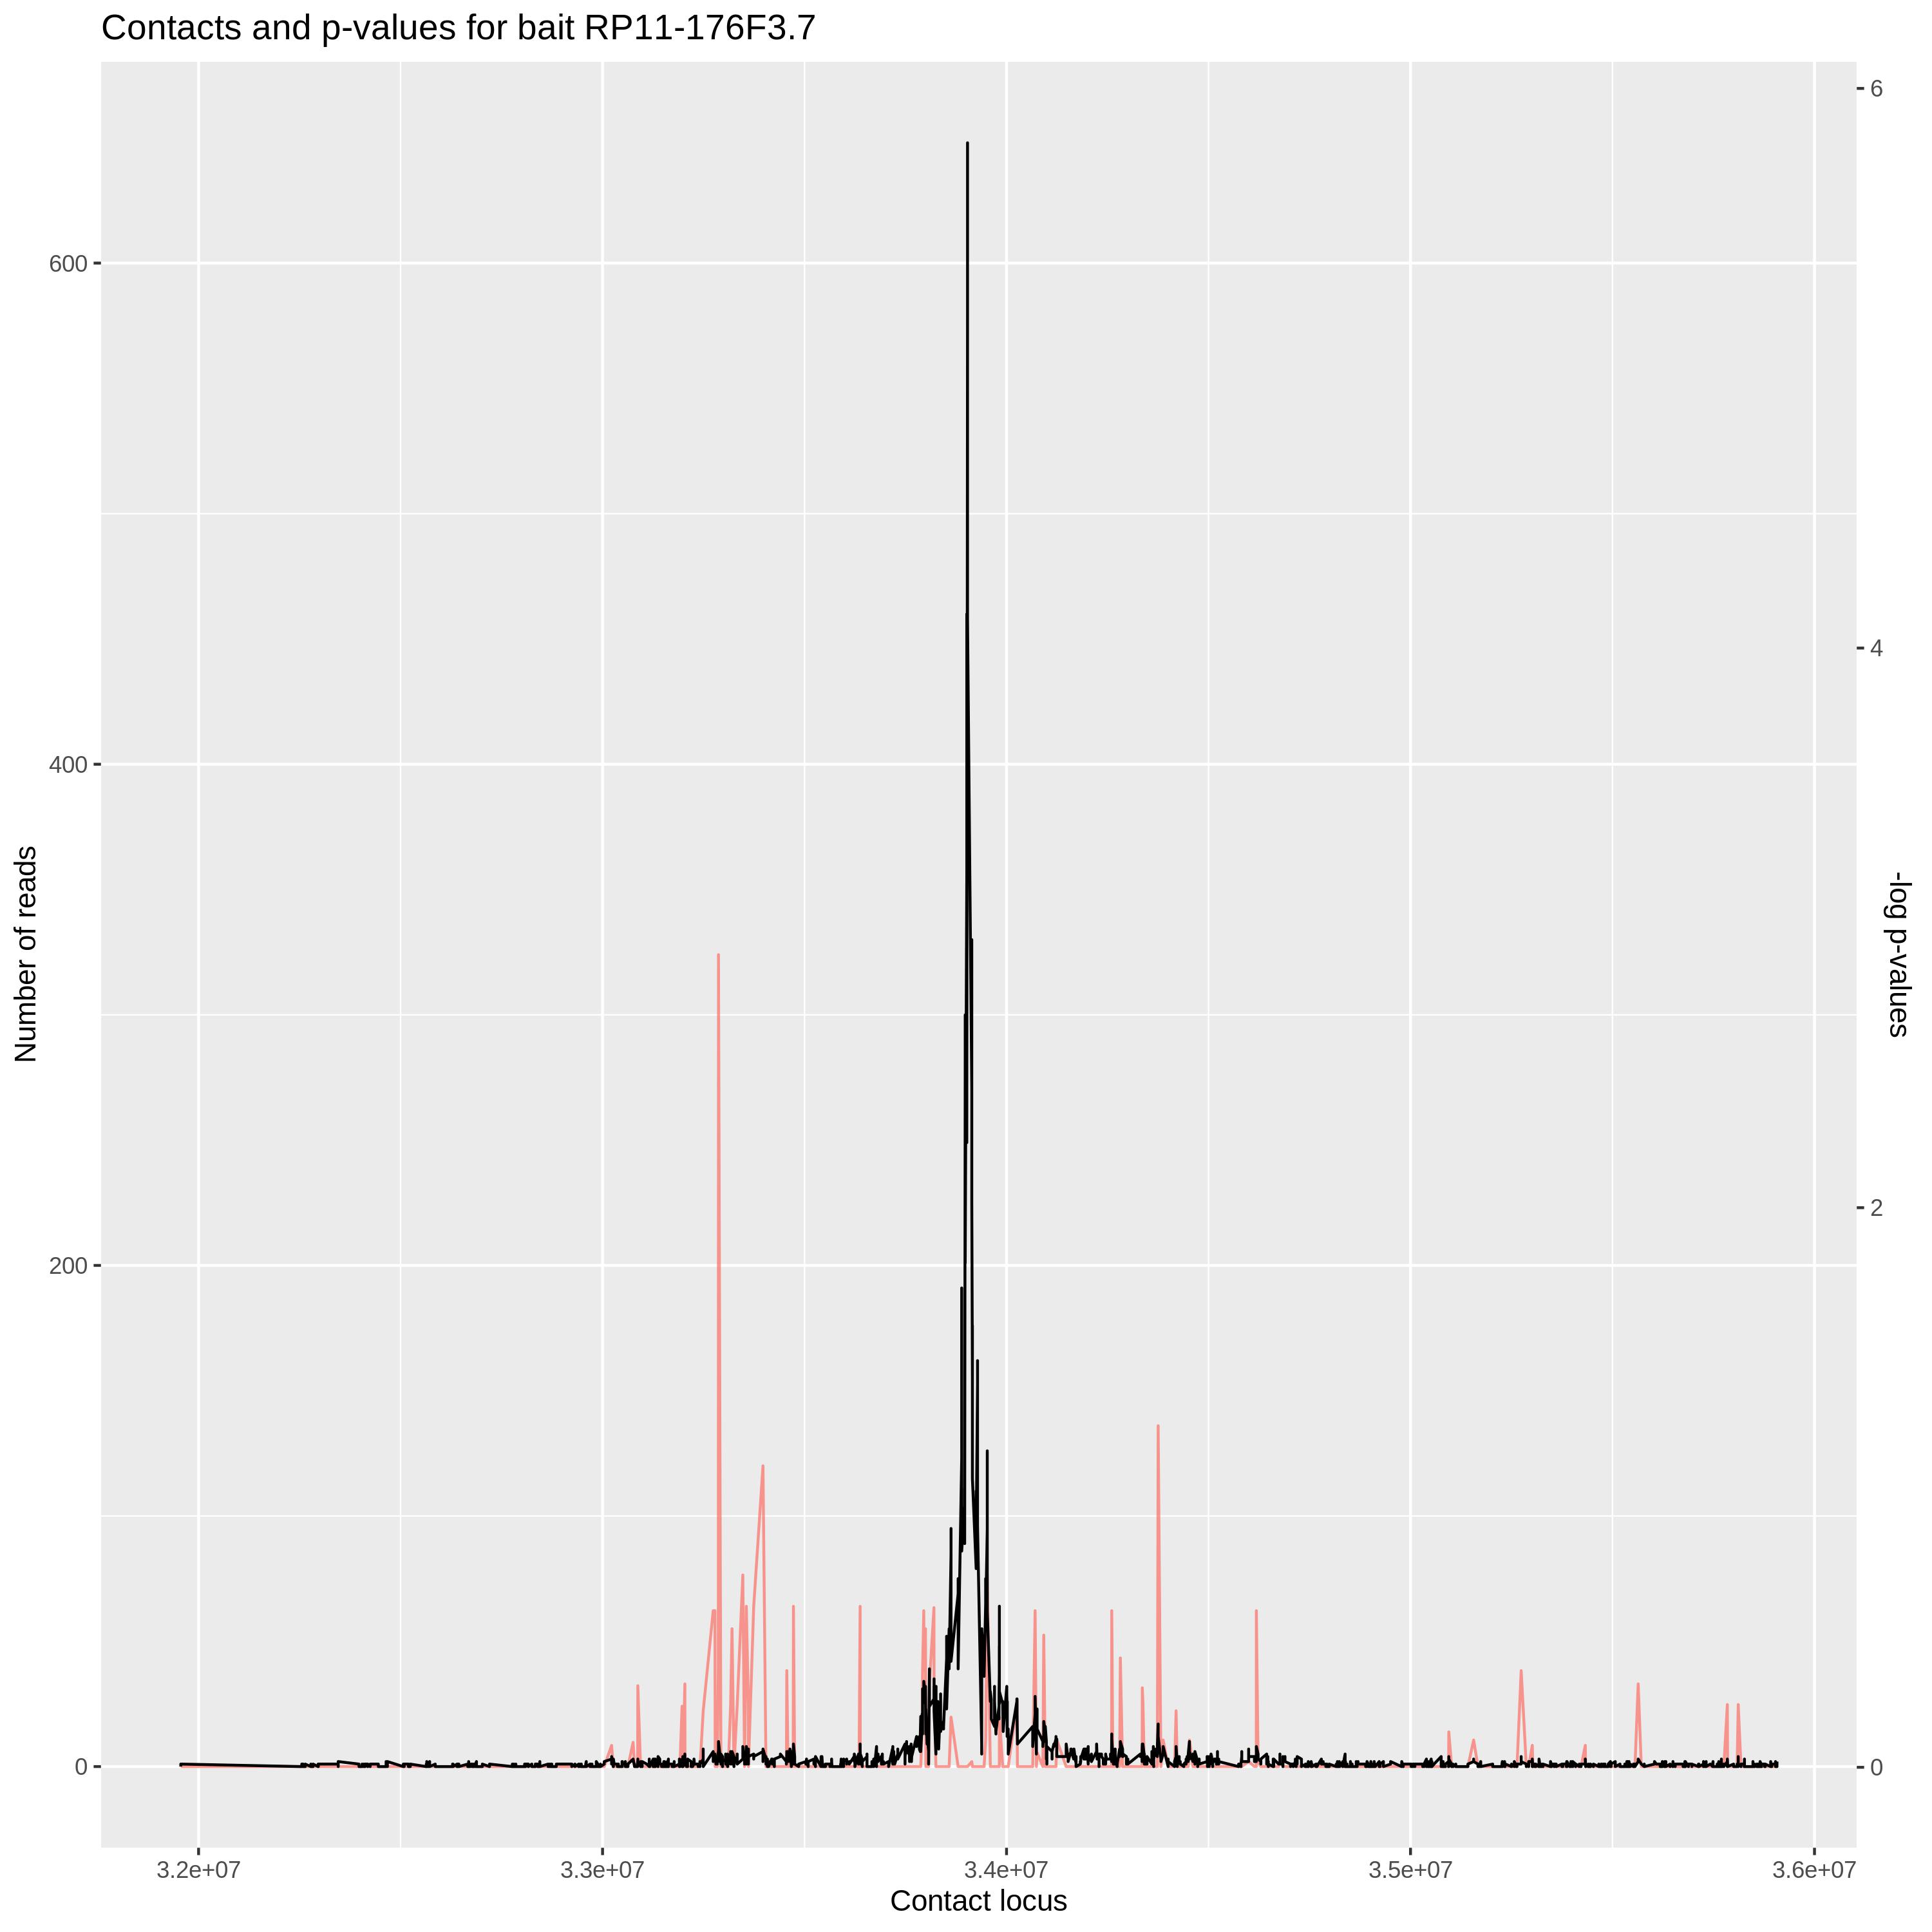 Contacts and p-values for bait RP11-176F3.7
6
600
4
400
Number of reads
-log p-values
2
200
0
0
3.2e+07 3.3e+07 3.4e+07 3.5e+07 3.6e+07
Contact locus